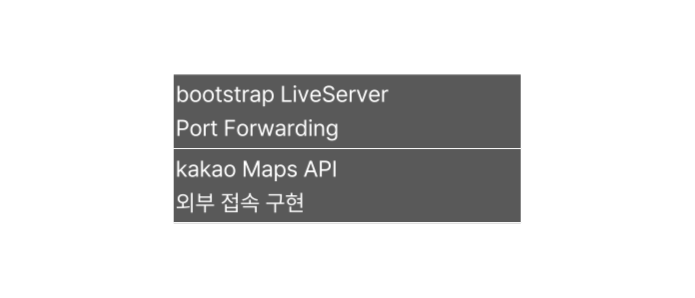 bootstrap LiveServer
Port Forwarding
kakao Maps API
외부 접속 구현